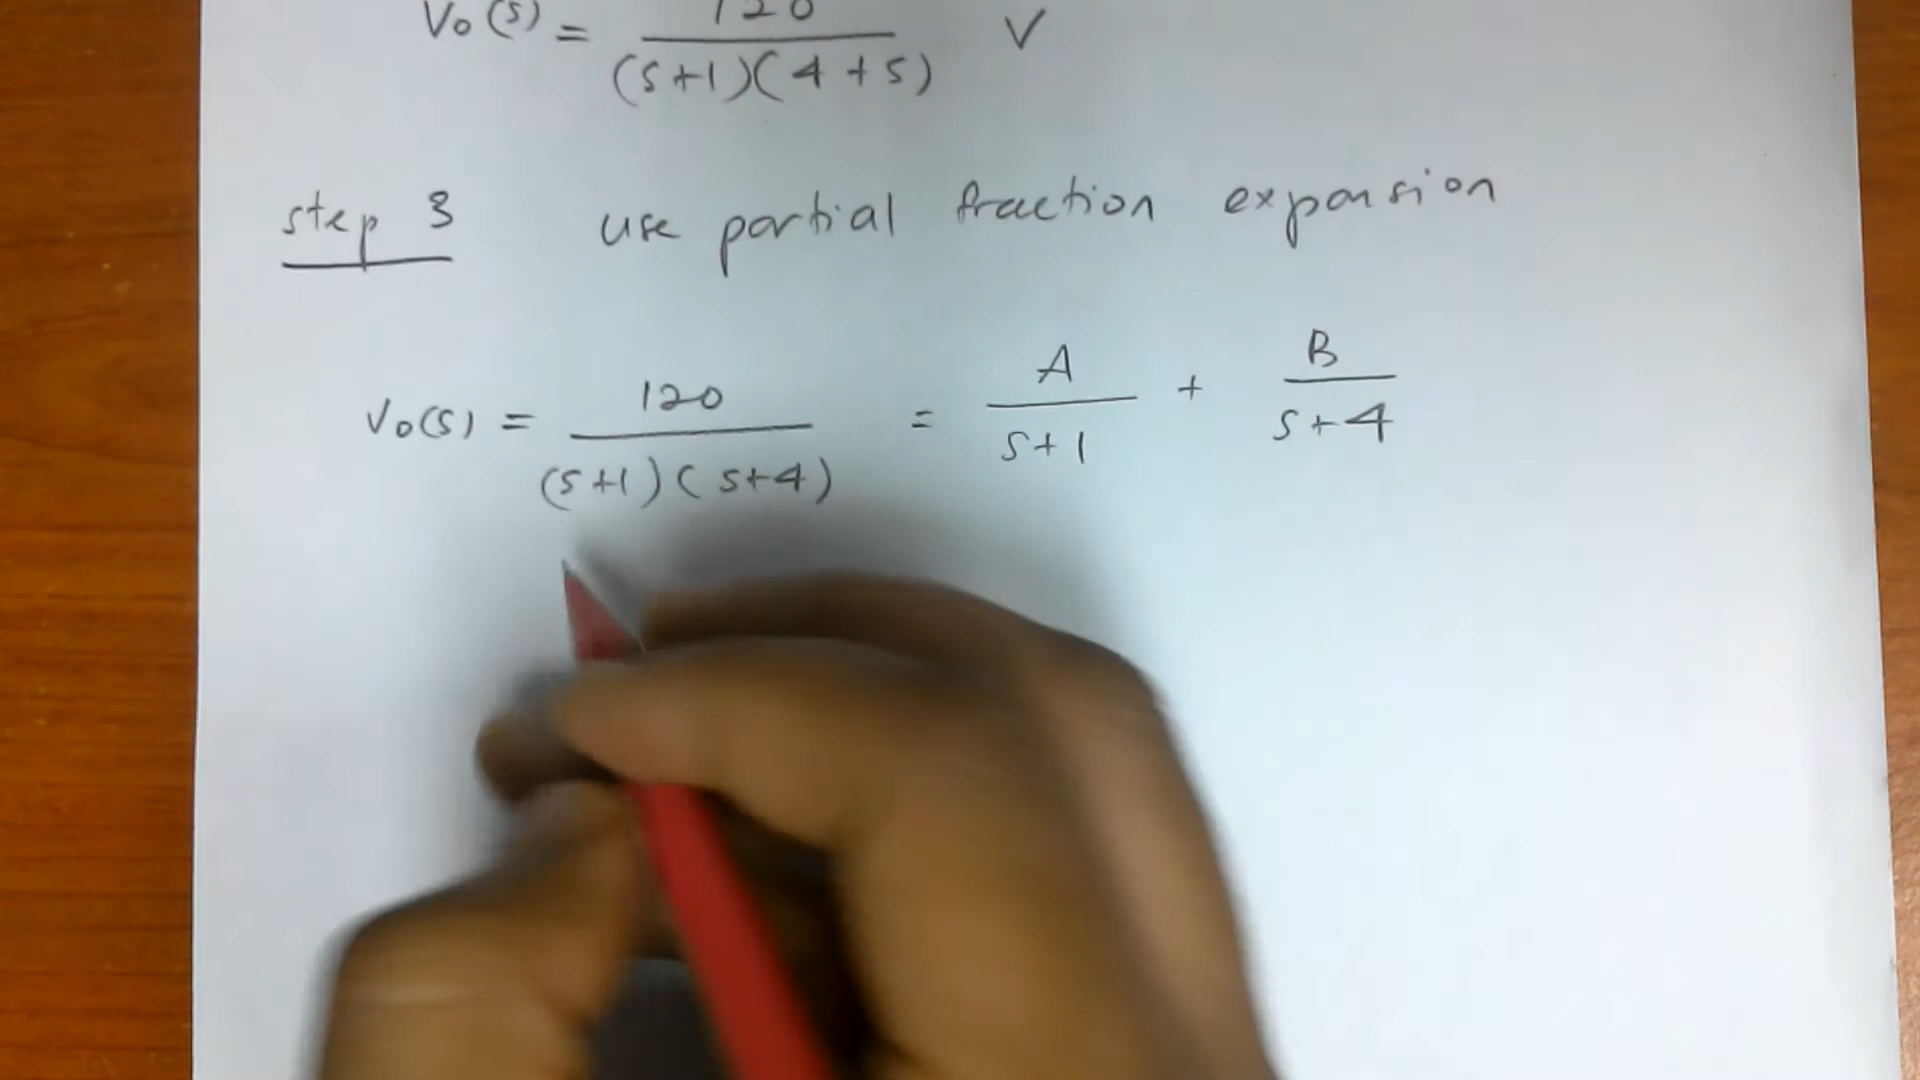 Vo(s) = 120 / (s+1)(4+s) V
step 3 use partial fraction expansion
Vo(s) = 120 / (s+1)(s+4) = A / s+1 + B / s+4